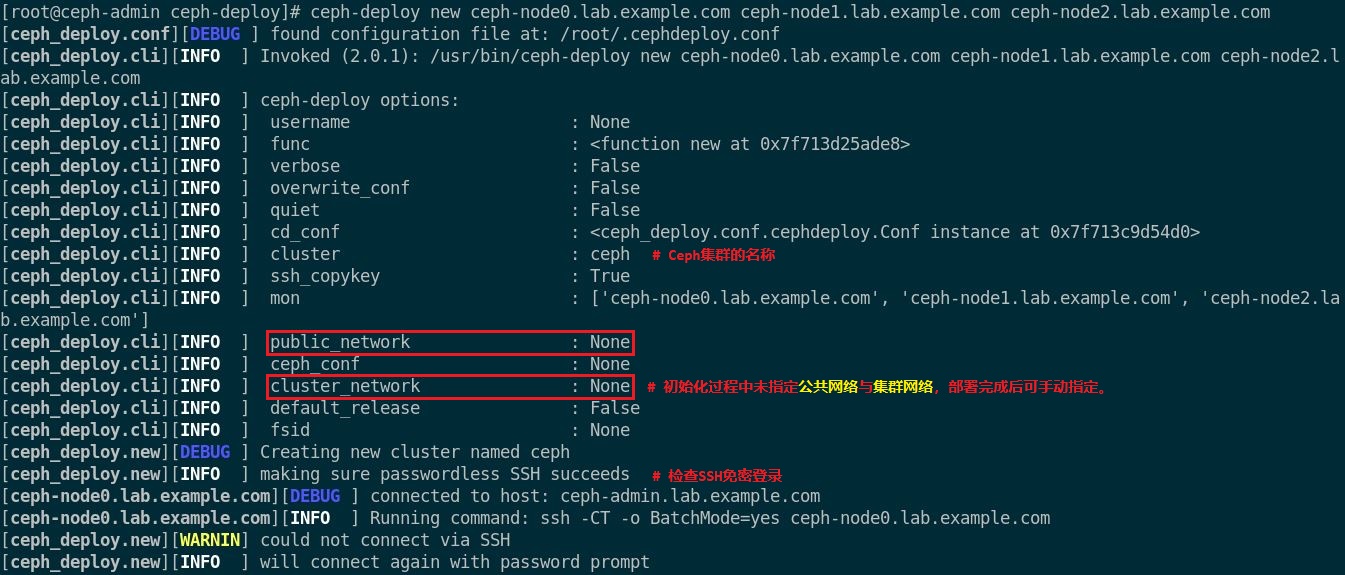 [root@ceph-admin ceph-deploy]# ceph-deploy new ceph-node0.lab.example.com ceph-node1.lab.example.com ceph-node2.lab.example.com
[ceph_deploy.conf][DEBUG ] found configuration file at: /root/.cephdeploy.conf
[ceph_deploy.cli][INFO  ] Invoked (2.0.1): /usr/bin/ceph-deploy new ceph-node0.lab.example.com ceph-node1.lab.example.com ceph-node2.l
ab.example.com
[ceph_deploy.cli][INFO  ] ceph-deploy options:
[ceph_deploy.cli][INFO  ]  username                      : None
[ceph_deploy.cli][INFO  ]  func                          : <function new at 0x7f713d25ade8>
[ceph_deploy.cli][INFO  ]  verbose                       : False
[ceph_deploy.cli][INFO  ]  overwrite_conf                : False
[ceph_deploy.cli][INFO  ]  quiet                         : False
[ceph_deploy.cli][INFO  ]  cd_conf                       : <ceph_deploy.conf.cephdeploy.Conf instance at 0x7f713c9d54d0>
[ceph_deploy.cli][INFO  ]  cluster                       : ceph  # Ceph集群的名称
[ceph_deploy.cli][INFO  ]  ssh_copykey                   : True
[ceph_deploy.cli][INFO  ]  mon                           : ['ceph-node0.lab.example.com', 'ceph-node1.lab.example.com', 'ceph-node2.la
b.example.com']
[ceph_deploy.cli][INFO  ]  public_network                : None
[ceph_deploy.cli][INFO  ]  ceph_conf                     : None
[ceph_deploy.cli][INFO  ]  cluster_network               : None  # 初始化过程中未指定公共网络与集群网络，部署完成后可手动指定。
[ceph_deploy.cli][INFO  ]  default_release               : False
[ceph_deploy.cli][INFO  ]  fsid                          : None
[ceph_deploy.new][DEBUG ] Creating new cluster named ceph
[ceph_deploy.new][INFO  ] making sure passwordless SSH succeeds  # 检查SSH免密登录
[ceph-node0.lab.example.com][DEBUG ] connected to host: ceph-admin.lab.example.com
[ceph-node0.lab.example.com][INFO  ] Running command: ssh -CT -o BatchMode=yes ceph-node0.lab.example.com
[ceph_deploy.new][WARNIN] could not connect via SSH
[ceph_deploy.new][INFO  ] will connect again with password prompt